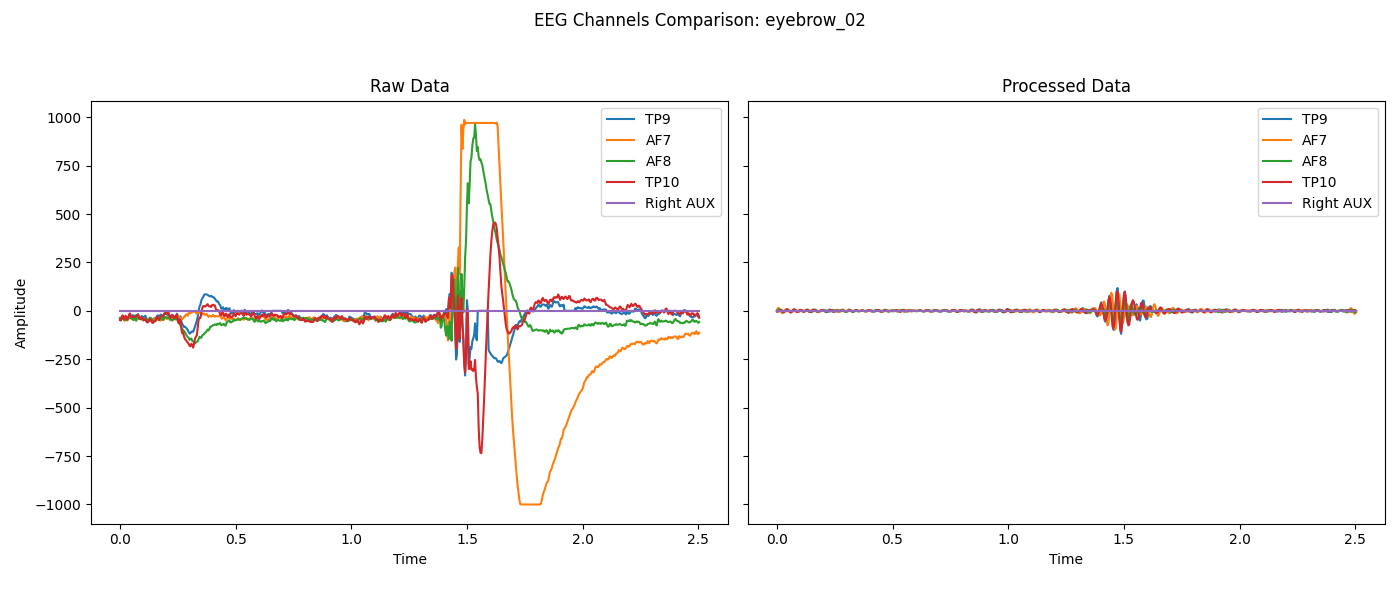 EEG Channels Comparison: eyebrow_02
Raw Data
Amplitude
1000
750
500
250
0
−250
−500
−750
−1000
0.0
0.5
1.0
1.5
2.0
2.5
Time
TP9
AF7
AF8
TP10
Right AUX
Processed Data
0.0
0.5
1.0
1.5
2.0
2.5
Time
TP9
AF7
AF8
TP10
Right AUX